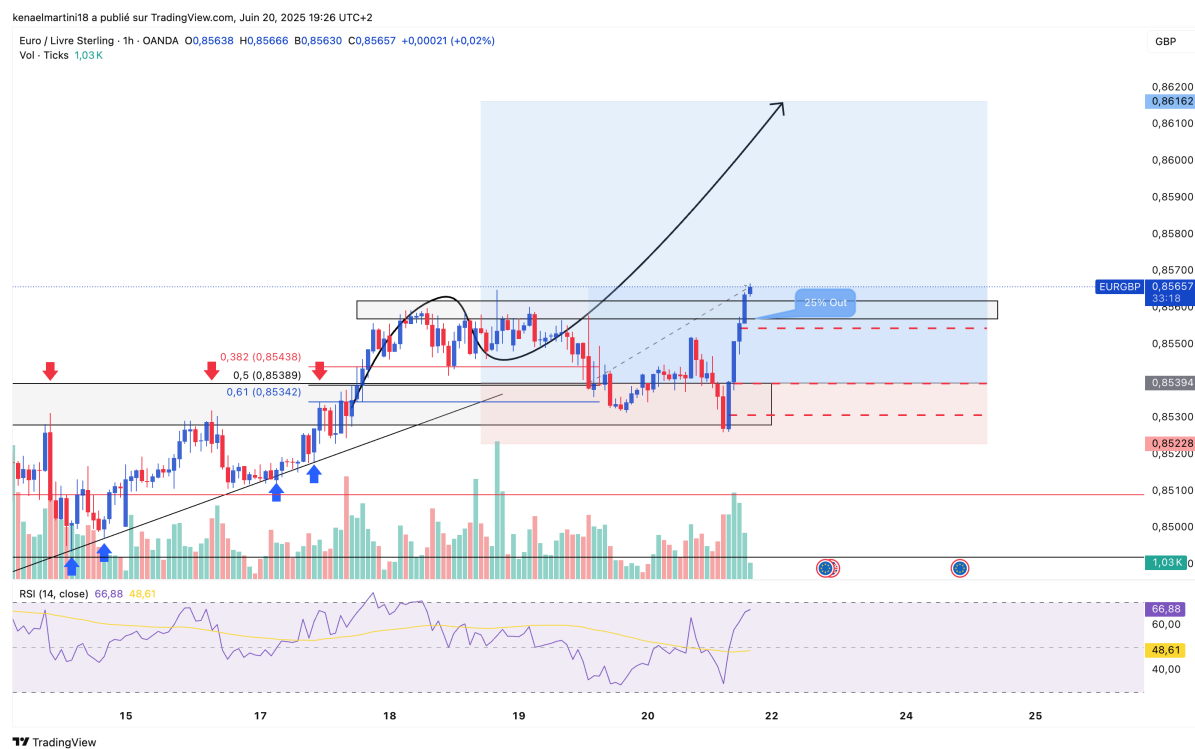 kenaelmartini18 a publié sur TradingView.com, Juin 20, 2025 19:26 UTC+2
Euro / Livre Sterling · 1h · OANDA O0,85638 H0,85666 B0,85630 C0,85657 +0,00021 (+0,02%)
Vol · Ticks 1,03 K
GBP
0,86200
0,86162
0,86100
0,86000
0,85900
0,85800
0,85700
EURGBP 0,85657
33:18
0,85600
25% Out
0,85500
0,382 (0,85438)
0,5 (0,85389)
0,61 (0,85342)
0,85394
0,85300
0,85228
0,85200
0,85100
0,85000
1,03 K
RSI (14, close) 66,88 48,61
66,88
60,00
48,61
40,00
15 17 18 19 20 22 24 25
TradingView